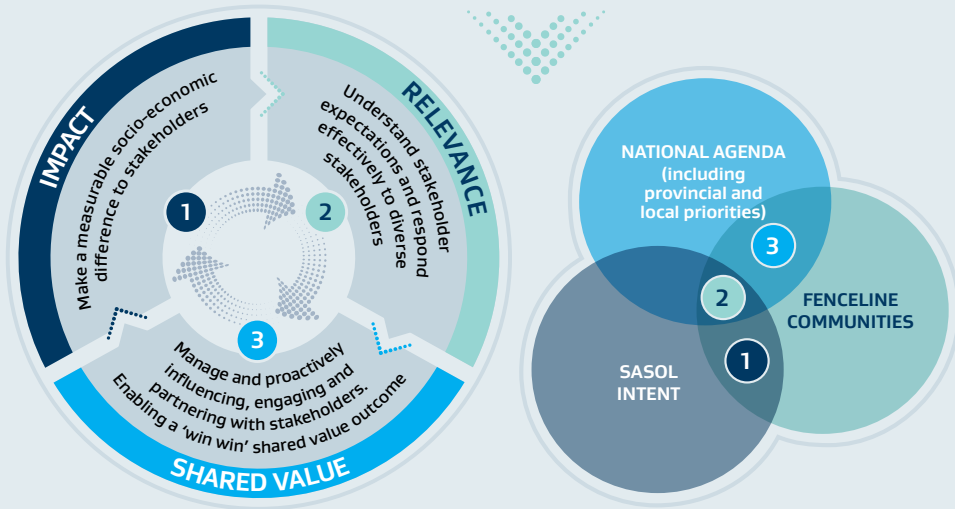 IMPACT
Make a measurable socio-economic
difference to stakeholders
1
RELEVANCE
Understand stakeholder
expectations and respond
effectively to diverse
stakeholders
2
3
Manage and proactively
influencing, engaging and
partnering with stakeholders.
Enabling a ‘win win’ shared value outcome
SHARED VALUE
NATIONAL AGENDA
(including
provincial and
local priorities)
3
2
FENCELINE
COMMUNITIES
1
SASOL
INTENT